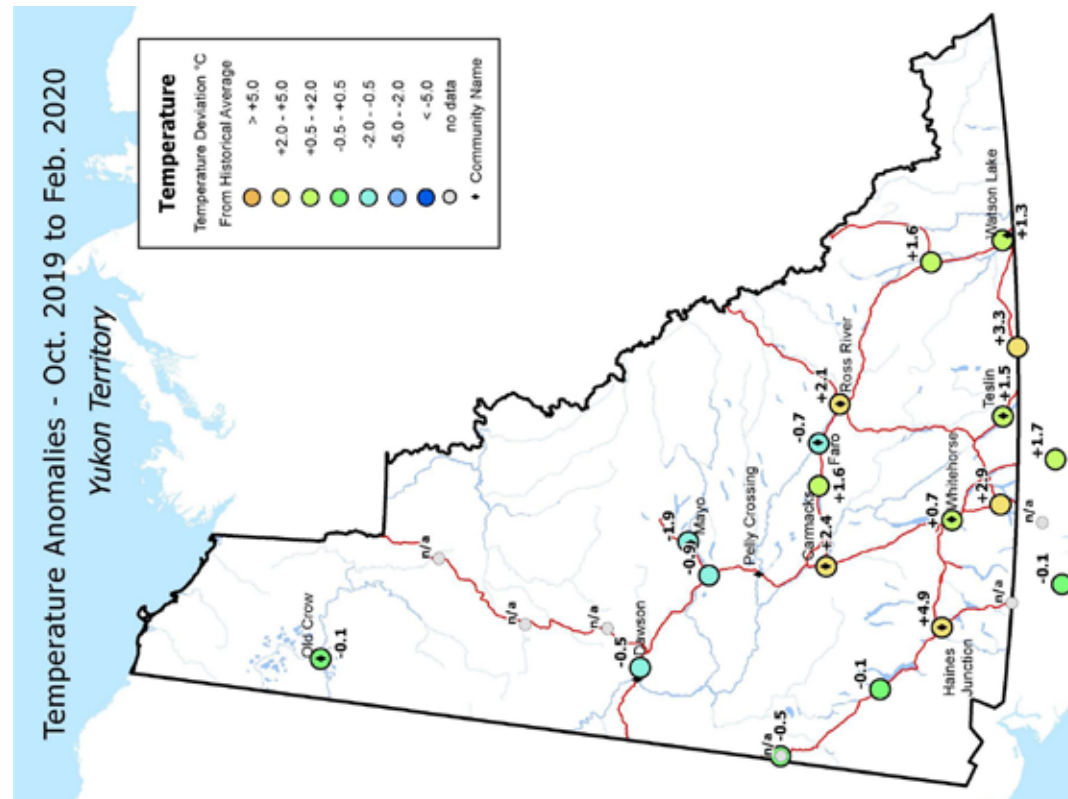 Temperature Anomalies - Oct. 2019 to Feb. 2020
Yukon Territory
Temperature
Temperature Deviation °C
From Historical Average
> +5.0
+2.0 - +5.0
+0.5 - +2.0
-0.5 - +0.5
-2.0 - -0.5
-5.0 - -2.0
< -5.0
no data
Community Name
Old Crow
-0.1
n/a
n/a
n/a
-0.5
Dawson
-1.9
-0.9
Mayo
Pelly Crossing
n/a
-0.5
-0.7
Faro
Carmacks
+2.4
+1.6
+2.1
Ross River
-0.1
+1.6
+4.9
Haines
Junction
+0.7
Whitehorse
+2.9
Teslin
+1.5
+3.3
Watson Lake
+1.3
n/a
n/a
-0.1
+1.7